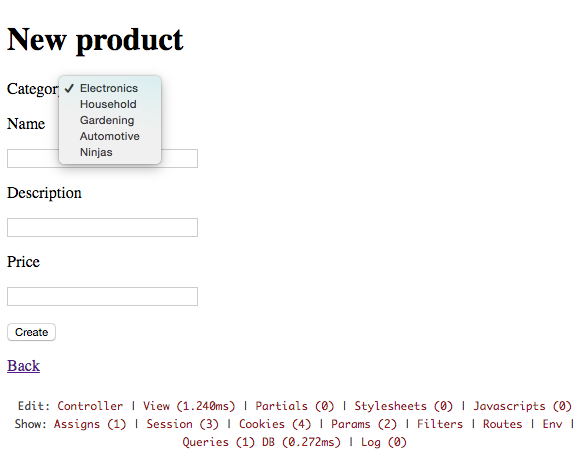 New product
Category
✓ Electronics
Household
Gardening
Automotive
Ninjas
Name
Description
Price
Create
Back
Edit: Controller | View (1.240ms) | Partials (0) | Stylesheets (0) | Javascripts (0)
Show: Assigns (1) | Session (3) | Cookies (4) | Params (2) | Filters | Routes | Env |
Queries (1) DB (0.272ms) | Log (0)